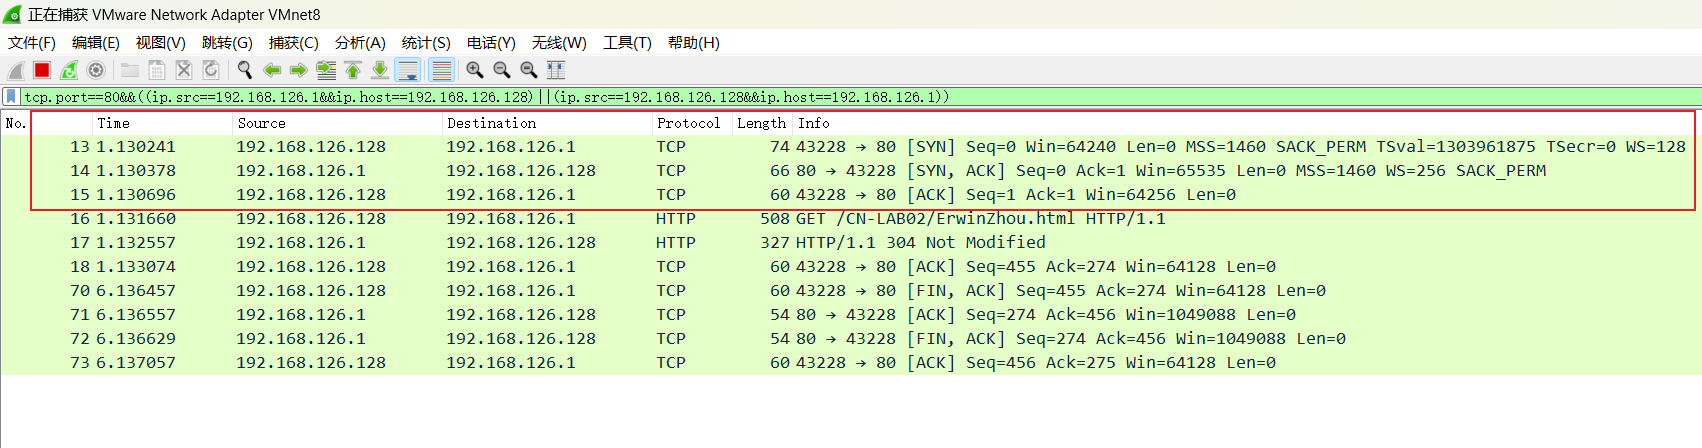 正在捕获 VMware Network Adapter VMnet8
文件(F) 编辑(E) 视图(V) 跳转(G) 捕获(C) 分析(A) 统计(S) 电话(Y) 无线(W) 工具(T) 帮助(H)
tcp.port==80&&((ip.src==192.168.126.1&&ip.host==192.168.126.128)||(ip.src==192.168.126.128&&ip.host==192.168.126.1))
No. Time Source Destination Protocol Length Info
13 1.130241 192.168.126.128 192.168.126.1 TCP 74 43228 → 80 [SYN] Seq=0 Win=64240 Len=0 MSS=1460 SACK_PERM TSval=1303961875 TSecr=0 WS=128
14 1.130378 192.168.126.1 192.168.126.128 TCP 66 80 → 43228 [SYN, ACK] Seq=0 Ack=1 Win=65535 Len=0 MSS=1460 WS=256 SACK_PERM
15 1.130696 192.168.126.128 192.168.126.1 TCP 60 43228 → 80 [ACK] Seq=1 Ack=1 Win=64256 Len=0
16 1.131660 192.168.126.128 192.168.126.1 HTTP 508 GET /CN-LAB02/ErwinZhou.html HTTP/1.1
17 1.132557 192.168.126.1 192.168.126.128 HTTP 327 HTTP/1.1 304 Not Modified
18 1.133074 192.168.126.128 192.168.126.1 TCP 60 43228 → 80 [ACK] Seq=455 Ack=274 Win=64128 Len=0
70 6.136457 192.168.126.128 192.168.126.1 TCP 60 43228 → 80 [FIN, ACK] Seq=455 Ack=274 Win=64128 Len=0
71 6.136557 192.168.126.1 192.168.126.128 TCP 54 80 → 43228 [ACK] Seq=274 Ack=456 Win=1049088 Len=0
72 6.136629 192.168.126.1 192.168.126.128 TCP 54 80 → 43228 [FIN, ACK] Seq=274 Ack=456 Win=1049088 Len=0
73 6.137057 192.168.126.128 192.168.126.1 TCP 60 43228 → 80 [ACK] Seq=456 Ack=275 Win=64128 Len=0